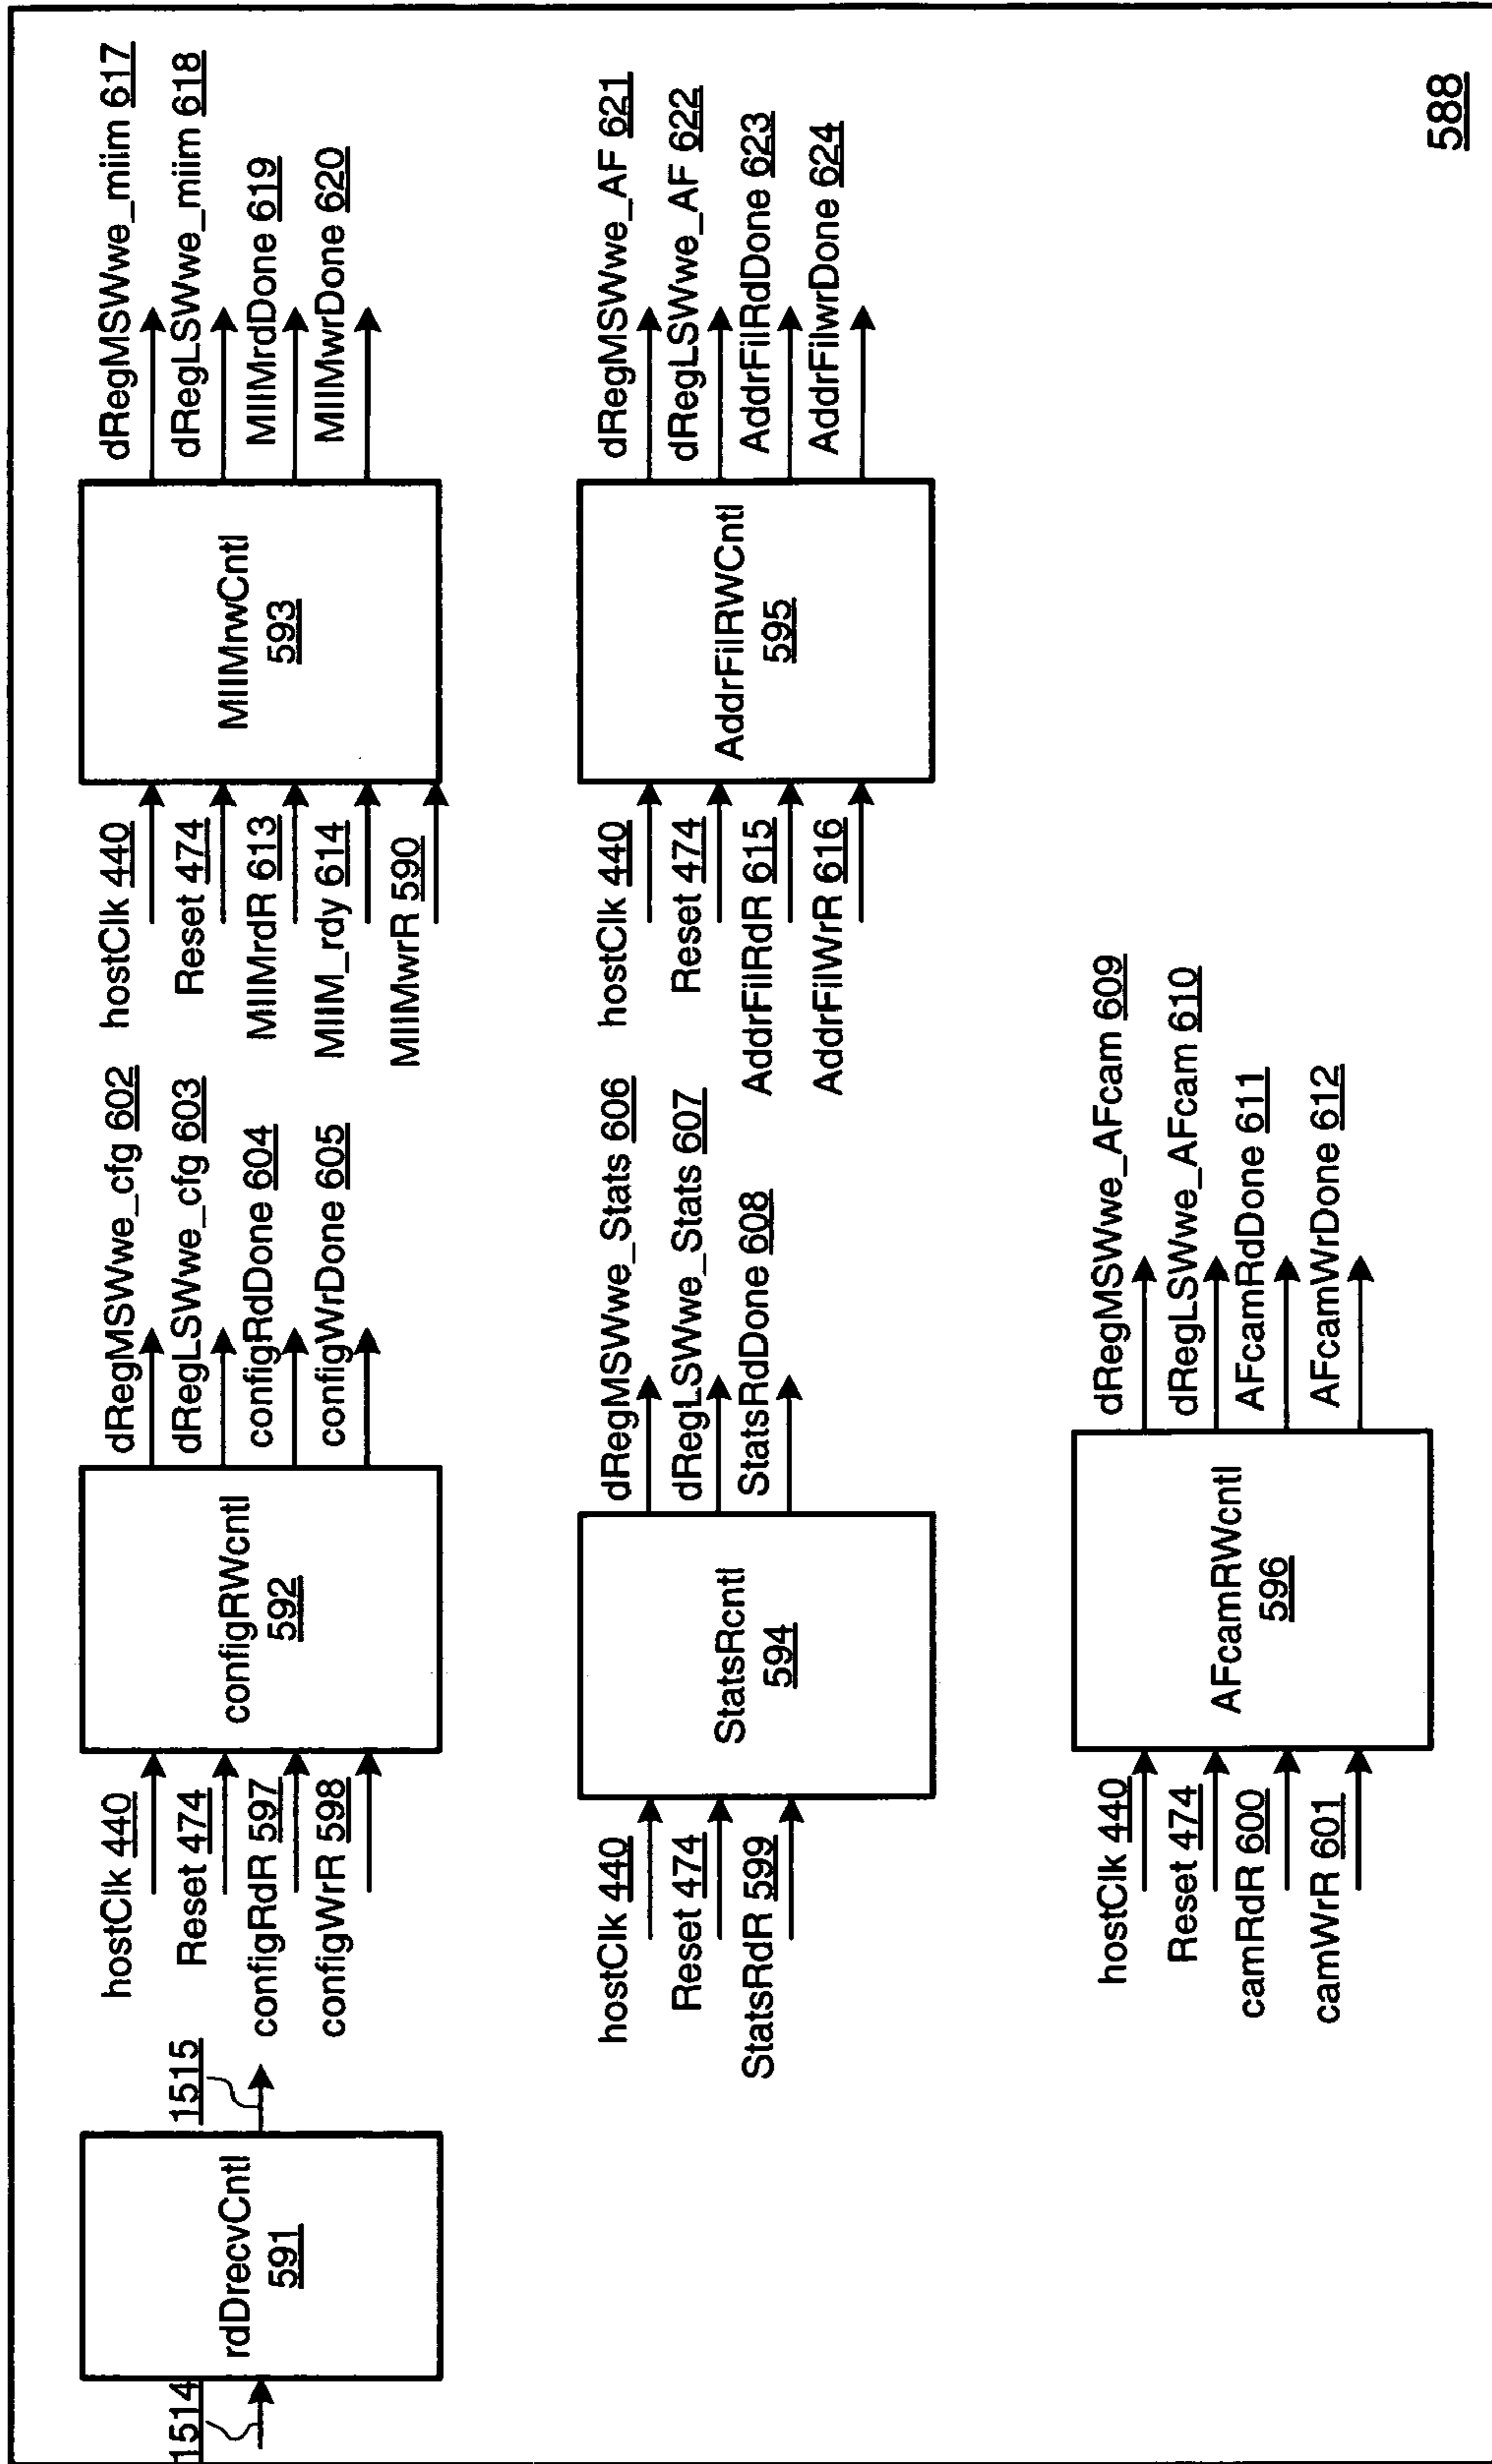 1514
rdDrecvCntl
591
1515
hostClk 440
Reset 474
configRdR 597
configWrR 598
configRWcntl
592
dRegMSWwe_cfg 602
dRegLSWwe_cfg 603
configRdDone 604
configWrDone 605
hostClk 440
Reset 474
MIIMrdR 613
MIIM_rdy 614
MIIMwrR 590
MIIMrwCntl
593
dRegMSWwe_miim 617
dRegLSWwe_miim 618
MIIMrdDone 619
MIIMwrDone 620
hostClk 440
Reset 474
StatsRdR 599
StatsRcntl
594
dRegMSWwe_Stats 606
dRegLSWwe_Stats 607
StatsRdDone 608
hostClk 440
Reset 474
AddrFilRdR 615
AddrFilWrR 616
AddrFilRWCntl
595
dRegMSWwe_AF 621
dRegLSWwe_AF 622
AddrFilRdDone 623
AddrFilwrDone 624
hostClk 440
Reset 474
camRdR 600
camWrR 601
AFcamRWcntl
596
dRegMSWwe_AFcam 609
dRegLSWwe_AFcam 610
AFcamRdDone 611
AFcamWrDone 612
588